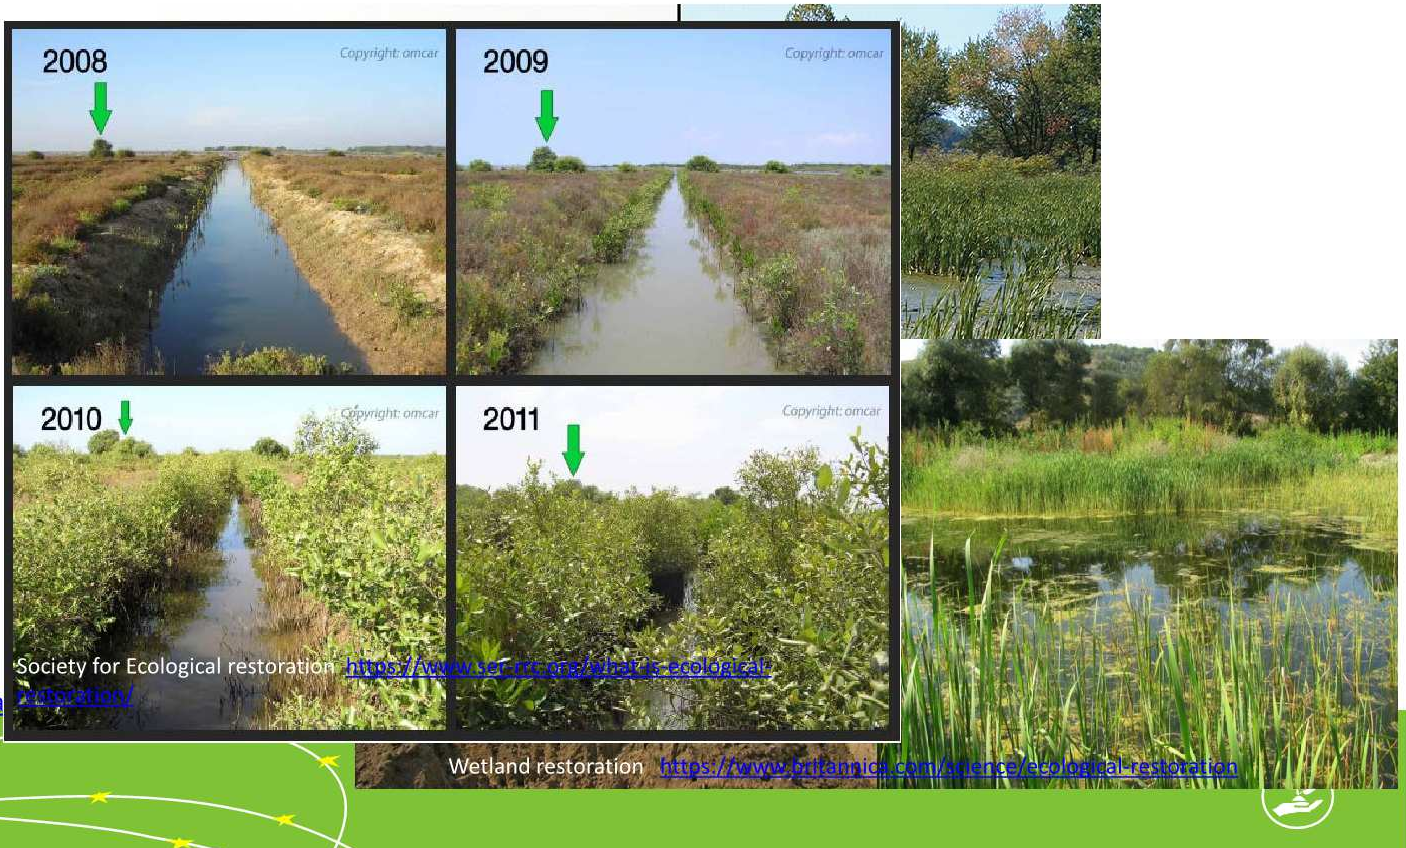 2008
Copyright: omcar
2009
Copyright: omcar
2010
Copyright: omcar
2011
Copyright: omcar
Society for Ecological restoration https://www.ser-rrc.org/what-is-ecological-
restoration/
Wetland restoration https://www.britannica.com/science/ecological-restoration